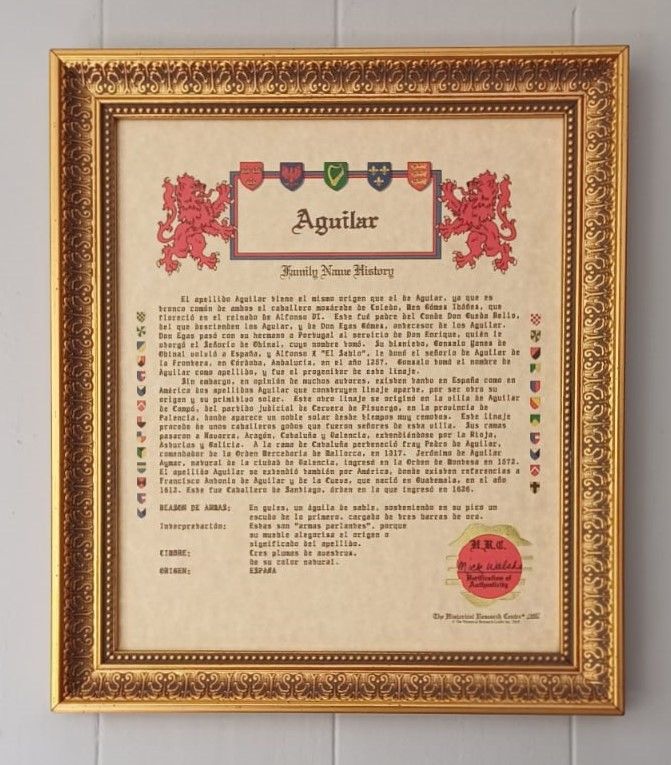 Aguilar
Family Name History
El apellido Aguilar tiene el mismo origen que el de Aguiar, ya que es
tronco común de ambos el caballero mozárabe de Toledo, Men Gómez Ibáñez, que
floreció en el reinado de Alfonso VI. Este fué padre del Conde Don Gueda Bello,
del que descienden los Aguiar, y de Don Egas Gómez, antecesor de los Aguilar.
Don Egas pasó con su hermano a Portugal al servicio de Don Enrique, quién le
otorgó el Señorío de Ohinal, cuyo nombre tomó. Su bisnieto, Gonzalo Yanes de
Ohinal volvió a España, y Alfonso X "El Sabio", le donó el señorío de Aguilar de
la Frontera, en Córdoba, Andalucía, en el año 1257. Gonzalo tomó el nombre de
Aguilar como apellido, y fue el progenitor de este linaje.
Sin embargo, en opinión de muchos autores, existen tanto en España como en
América otros apellidos Aguilar que constituyen linaje aparte, por ser otro su
origen y su primitivo solar. Este otro linaje se originó en la villa de Aguilar
de Campó, del partido judicial de Cervera de Pisuerga, en la provincia de
Palencia, donde aparece un noble solar desde tiempos muy remotos. Este linaje
procede de unos caballeros godos que fueron señores de esta villa. Sus ramas
pasaron a Navarra, Aragón, Cataluña y Valencia, extendiéndose por la Rioja,
Asturias y Galicia. A la rama de Cataluña perteneció fray Pedro de Aguilar,
comendador de la Orden Mercedaria de Mallorca, en 1317. Jerónimo de Aguilar
Aymar, natural de la ciudad de Valencia, ingresó en la Orden de Montesa en 1572.
El apellido Aguilar se extendió también por América, Donde existen referencias a
Francisco Antonio de Aguilar y de la Cueva, que nació en Guatemala, en el año
1612. Este fue Caballero de Santiago, órden en la que ingresó en 1626.
BLASON DE ARMAS: En gules, un águila de sable, sosteniendo en su pico un
escudo de lo primero, cargado de tres barras de oro.
Interpretación: Estas son "armas parlantes", porque
su mueble alegoriza el origen o
significado del apellido.
TIMBRE: Tres plumas de avestruz,
de su color natural.
ORIGEN: ESPAÑA
H.R.C.
Mick Walsh
Verification of
Authenticity
The Historical Research Center®